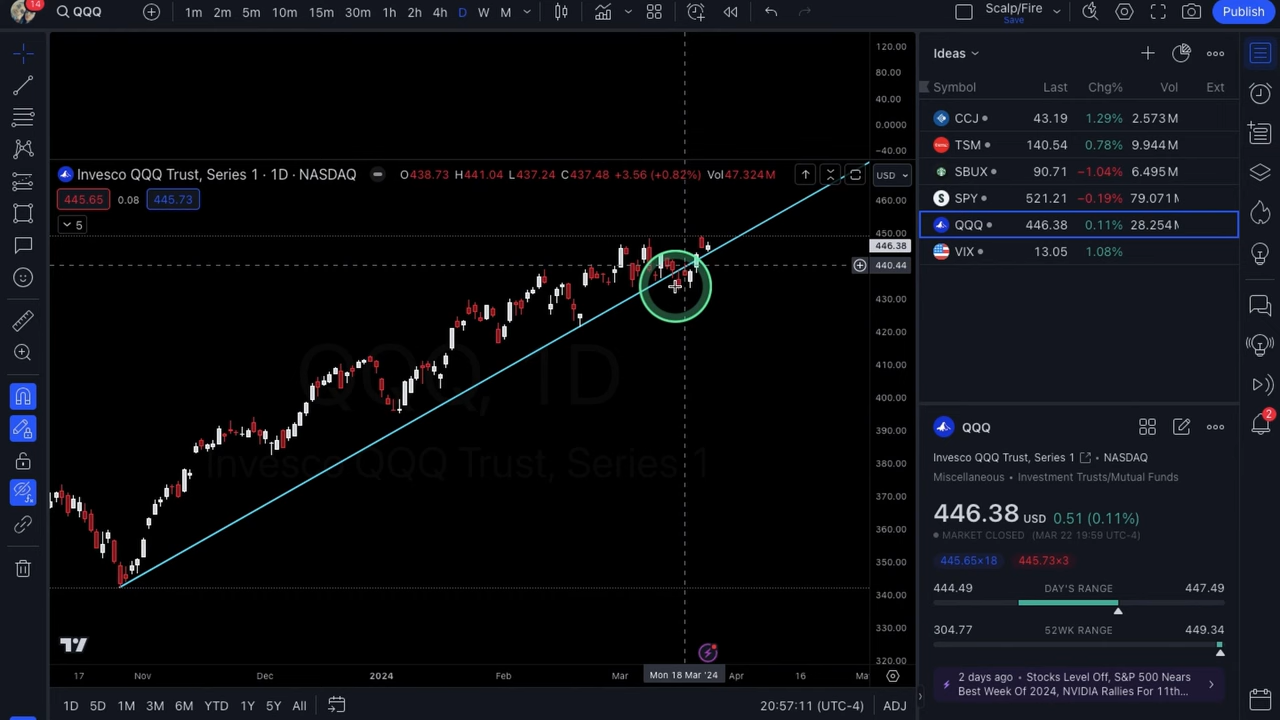 14
QQQ
1m 2m 5m 10m 15m 30m 1h 2h 4h D W M
Scalp/Fire
Save
Publish
120.00
80.00
40.00
0.0000
−40.00
Invesco QQQ Trust, Series 1 · 1D · NASDAQ
O438.73 H441.04 L437.24 C437.48 +3.56 (+0.82%) Vol47.324M
USD
445.65 0.08 445.73
5
460.00
450.00
446.38
440.44
430.00
420.00
410.00
400.00
390.00
380.00
370.00
360.00
350.00
340.00
330.00
320.00
QQQ, 1D
Invesco QQQ Trust, Series 1
17 Nov Dec 2024 Feb Mar Mon 18 Mar '24 Apr 16 Ma
1D 5D 1M 3M 6M YTD 1Y 5Y All
20:57:11 (UTC-4) ADJ
Ideas
Symbol Last Chg% Vol Ext
CCJ 43.19 1.29% 2.573M
TSM 140.54 0.78% 9.944M
SBUX 90.71 −1.04% 6.495M
SPY 521.21 −0.19% 79.071M
QQQ 446.38 0.11% 28.254M
VIX 13.05 1.08%
QQQ
Invesco QQQ Trust, Series 1 • NASDAQ
Miscellaneous • Investment Trusts/Mutual Funds
446.38 USD 0.51 (0.11%)
MARKET CLOSED (MAR 22 19:59 UTC-4)
445.65×18 445.73×3
444.49 DAY'S RANGE 447.49
304.77 52WK RANGE 449.34
2 days ago • Stocks Level Off, S&P 500 Nears
Best Week Of 2024, NVIDIA Rallies For 11th...
2